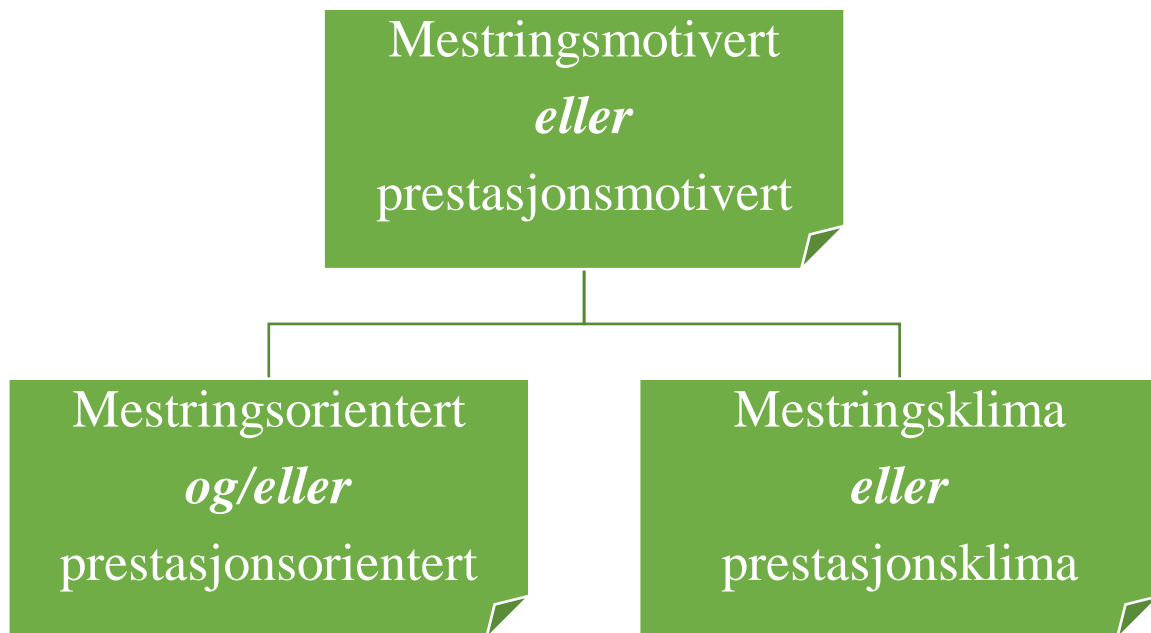 Mestringsmotivert
eller
prestasjonsmotivert
Mestringsorientert
og/eller
prestasjonsorientert
Mestringsklima
eller
prestasjonsklima